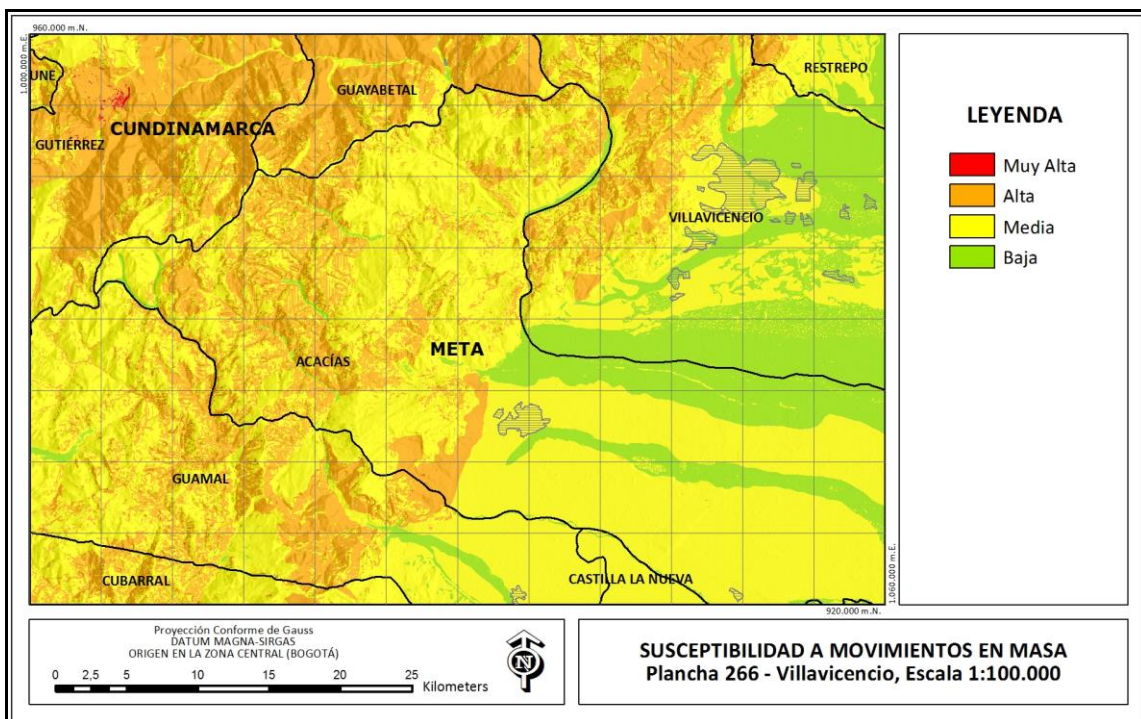 960.000 m.N.
1.000.000 m.E.
UNE
GUAYABETAL
RESTREPO
CUNDINAMARCA
GUTIÉRREZ
VILLAVICENCIO
META
ACACÍAS
GUAMAL
CUBARRAL
CASTILLA LA NUEVA
1.060.000 m.E.
920.000 m.N.
LEYENDA
Muy Alta
Alta
Media
Baja
Proyección Conforme de Gauss
DATUM MAGNA-SIRGAS
ORIGEN EN LA ZONA CENTRAL (BOGOTÁ)
0 2,5 5 10 15 20 25
Kilometers
N
SUSCEPTIBILIDAD A MOVIMIENTOS EN MASA
Plancha 266 - Villavicencio, Escala 1:100.000